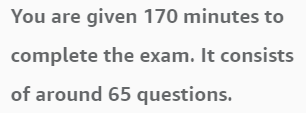 You are given 170 minutes to
complete the exam. It consists
of around 65 questions.